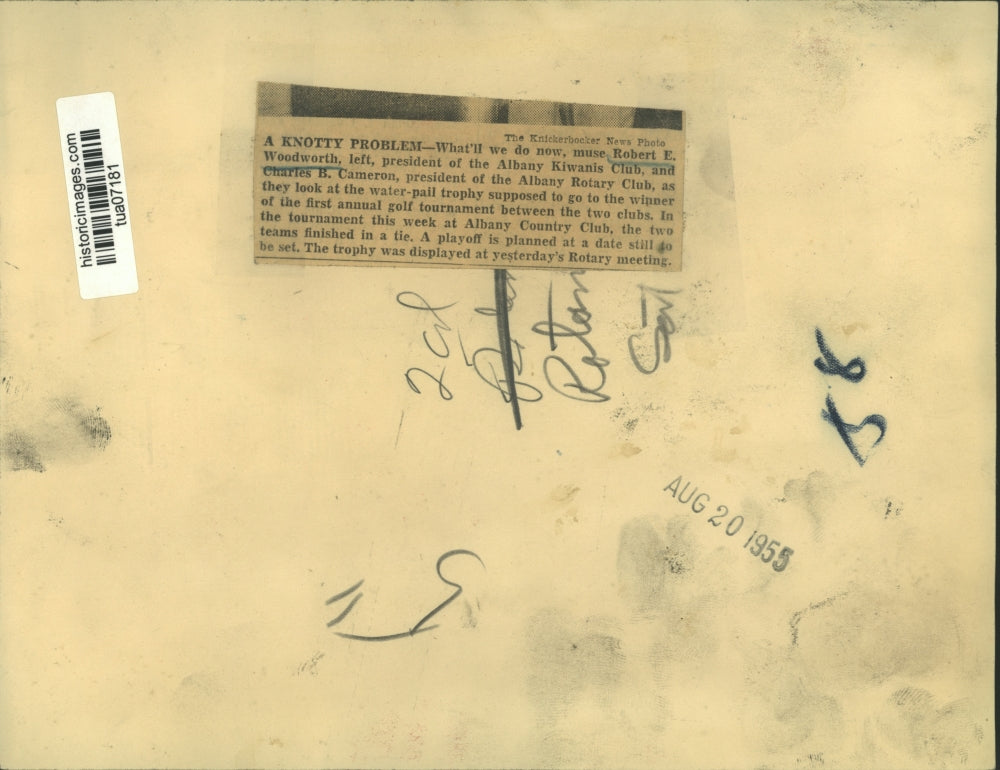 historicimages.com
tua07181
The Knickerbocker News Photo
A KNOTTY PROBLEM—What'll we do now, muse Robert E.
Woodworth, left, president of the Albany Kiwanis Club, and
Charles B. Cameron, president of the Albany Rotary Club, as
they look at the water-pail trophy supposed to go to the winner
of the first annual golf tournament between the two clubs. In
the tournament this week at Albany Country Club, the two
teams finished in a tie. A playoff is planned at a date still to
be set. The trophy was displayed at yesterday's Rotary meeting.
2 col
Sat
AUG 20 1955